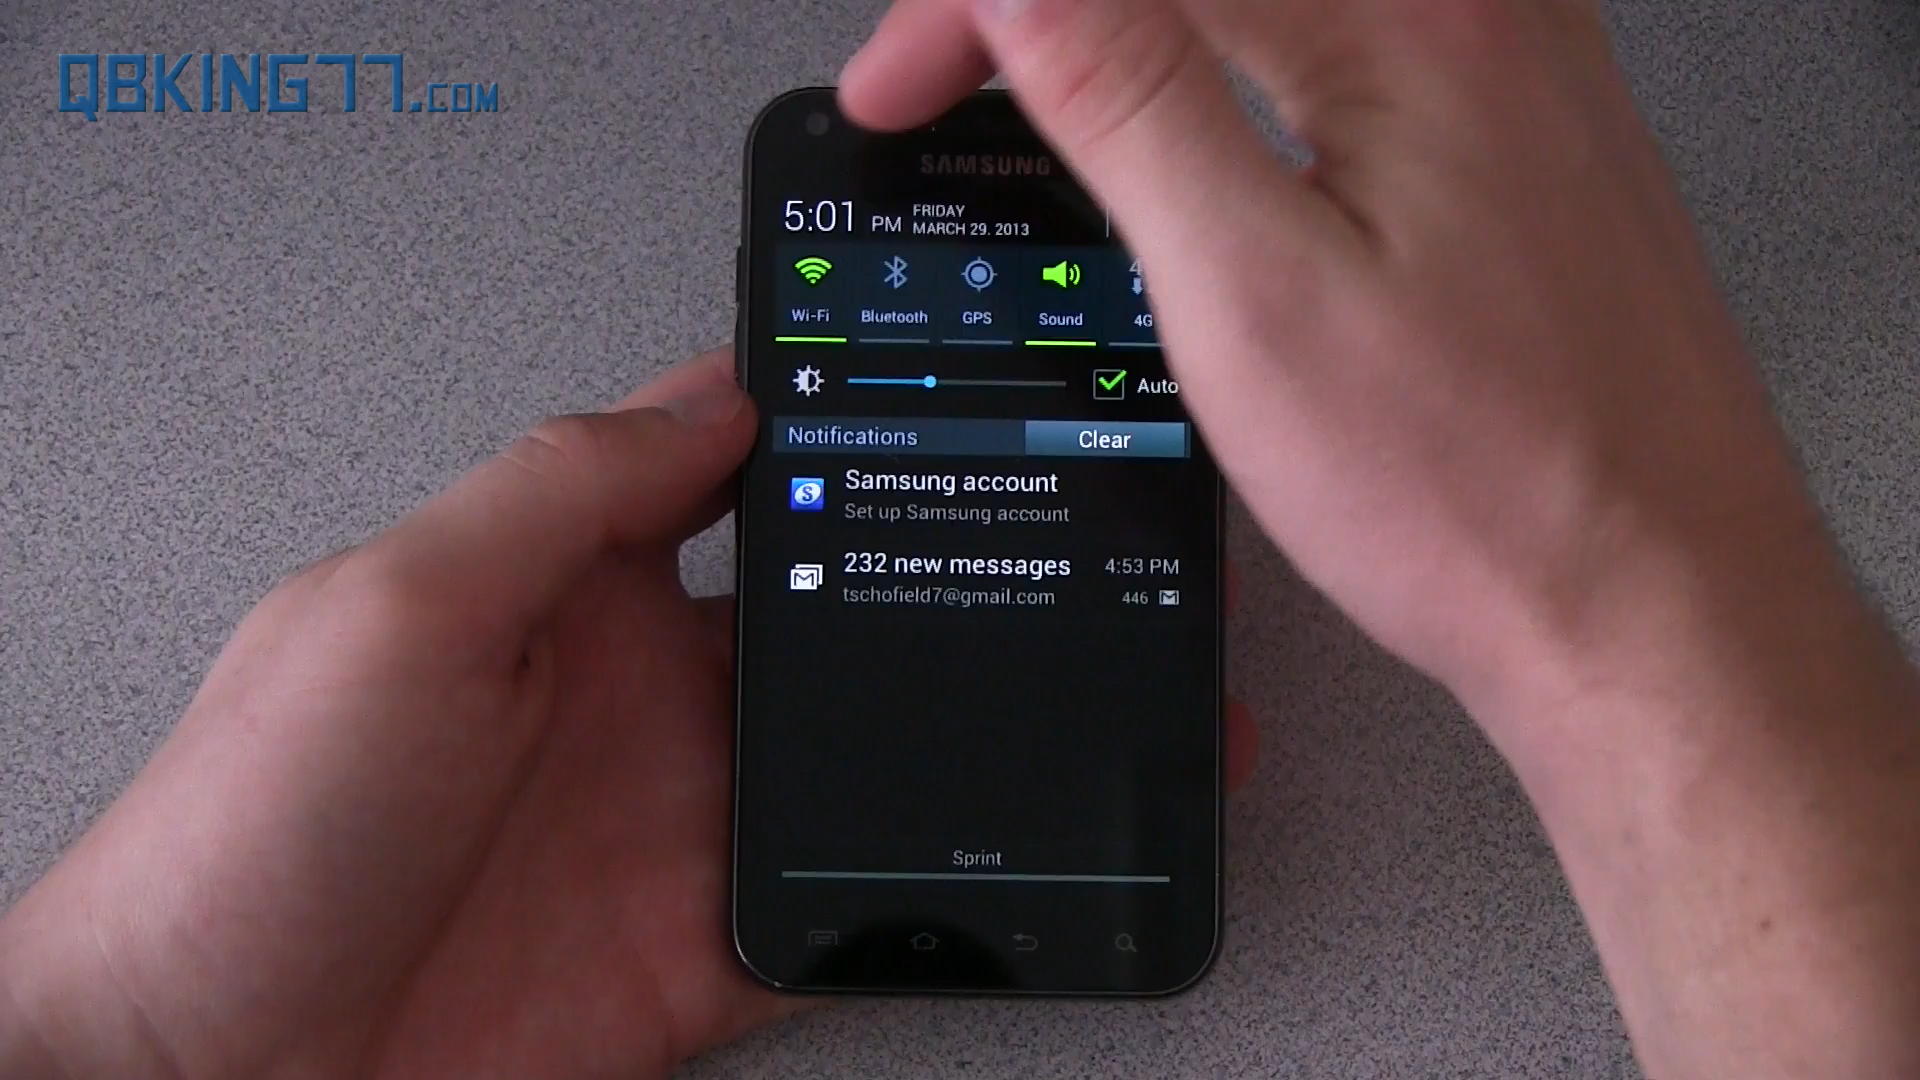 QBKING77.COM
SAMSUNG
5:01 PM FRIDAY
MARCH 29. 2013
Wi-Fi Bluetooth GPS Sound 4G
Auto
Notifications Clear
Samsung account
Set up Samsung account
232 new messages 4:53 PM
tschofield7@gmail.com 446
Sprint